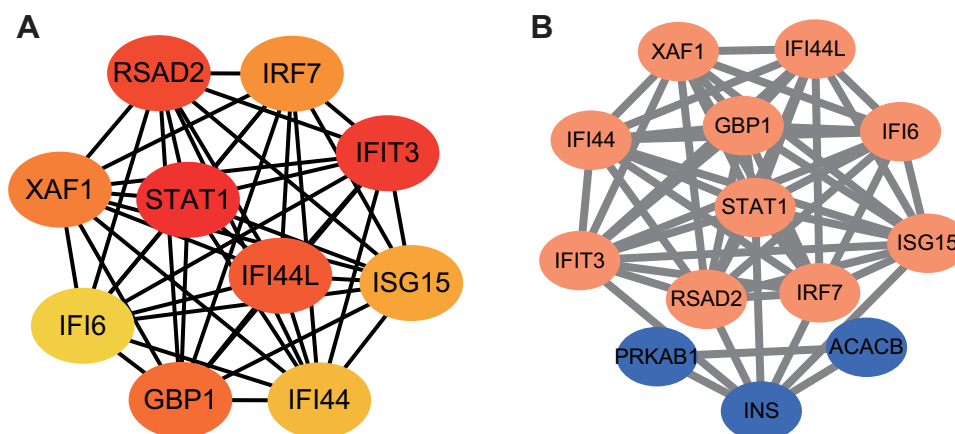 A
RSAD2
IRF7
IFIT3
XAF1
STAT1
IFI44L
ISG15
IFI6
GBP1
IFI44
B
XAF1
IFI44L
GBP1
IFI44
IFI6
STAT1
IFIT3
ISG15
RSAD2
IRF7
PRKAB1
ACACB
INS